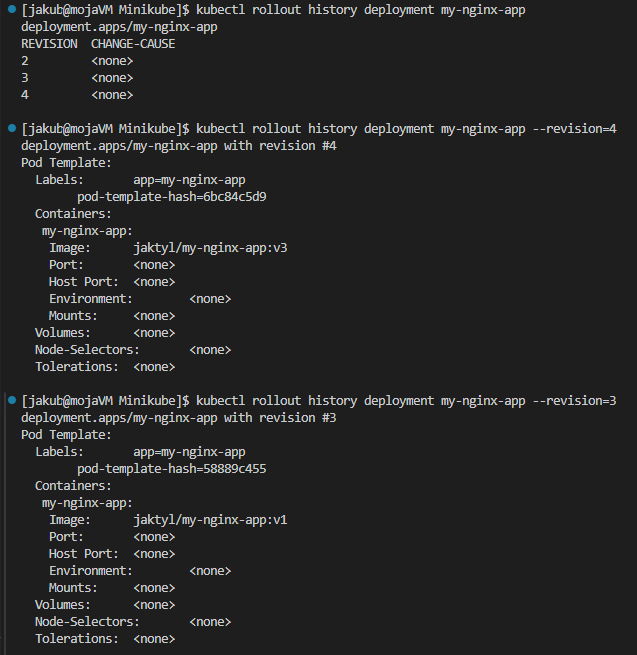 [jakub@mojaVM Minikube]$ kubectl rollout history deployment my-nginx-app
deployment.apps/my-nginx-app
REVISION  CHANGE-CAUSE
2         <none>
3         <none>
4         <none>

[jakub@mojaVM Minikube]$ kubectl rollout history deployment my-nginx-app --revision=4
deployment.apps/my-nginx-app with revision #4
Pod Template:
  Labels:       app=my-nginx-app
        pod-template-hash=6bc84c5d9
  Containers:
   my-nginx-app:
    Image:      jaktyl/my-nginx-app:v3
    Port:       <none>
    Host Port:  <none>
    Environment:        <none>
    Mounts:     <none>
  Volumes:      <none>
  Node-Selectors:       <none>
  Tolerations:  <none>

[jakub@mojaVM Minikube]$ kubectl rollout history deployment my-nginx-app --revision=3
deployment.apps/my-nginx-app with revision #3
Pod Template:
  Labels:       app=my-nginx-app
        pod-template-hash=58889c455
  Containers:
   my-nginx-app:
    Image:      jaktyl/my-nginx-app:v1
    Port:       <none>
    Host Port:  <none>
    Environment:        <none>
    Mounts:     <none>
  Volumes:      <none>
  Node-Selectors:       <none>
  Tolerations:  <none>